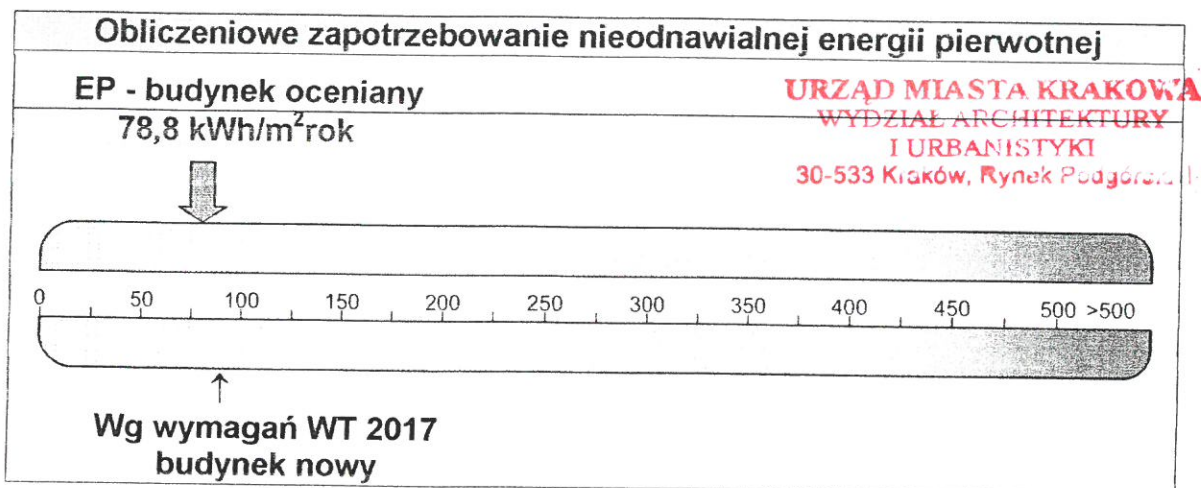 Obliczeniowe zapotrzebowanie nieodnawialnej energii pierwotnej
EP - budynek oceniany
78,8 kWh/m²rok
URZĄD MIASTA KRAKOWA
WYDZIAŁ ARCHITEKTURY
I URBANISTYKI
30-533 Kraków, Rynek
0 50 100 150 200 250 300 350 400 450 500 >500
Wg wymagań WT 2017
budynek nowy